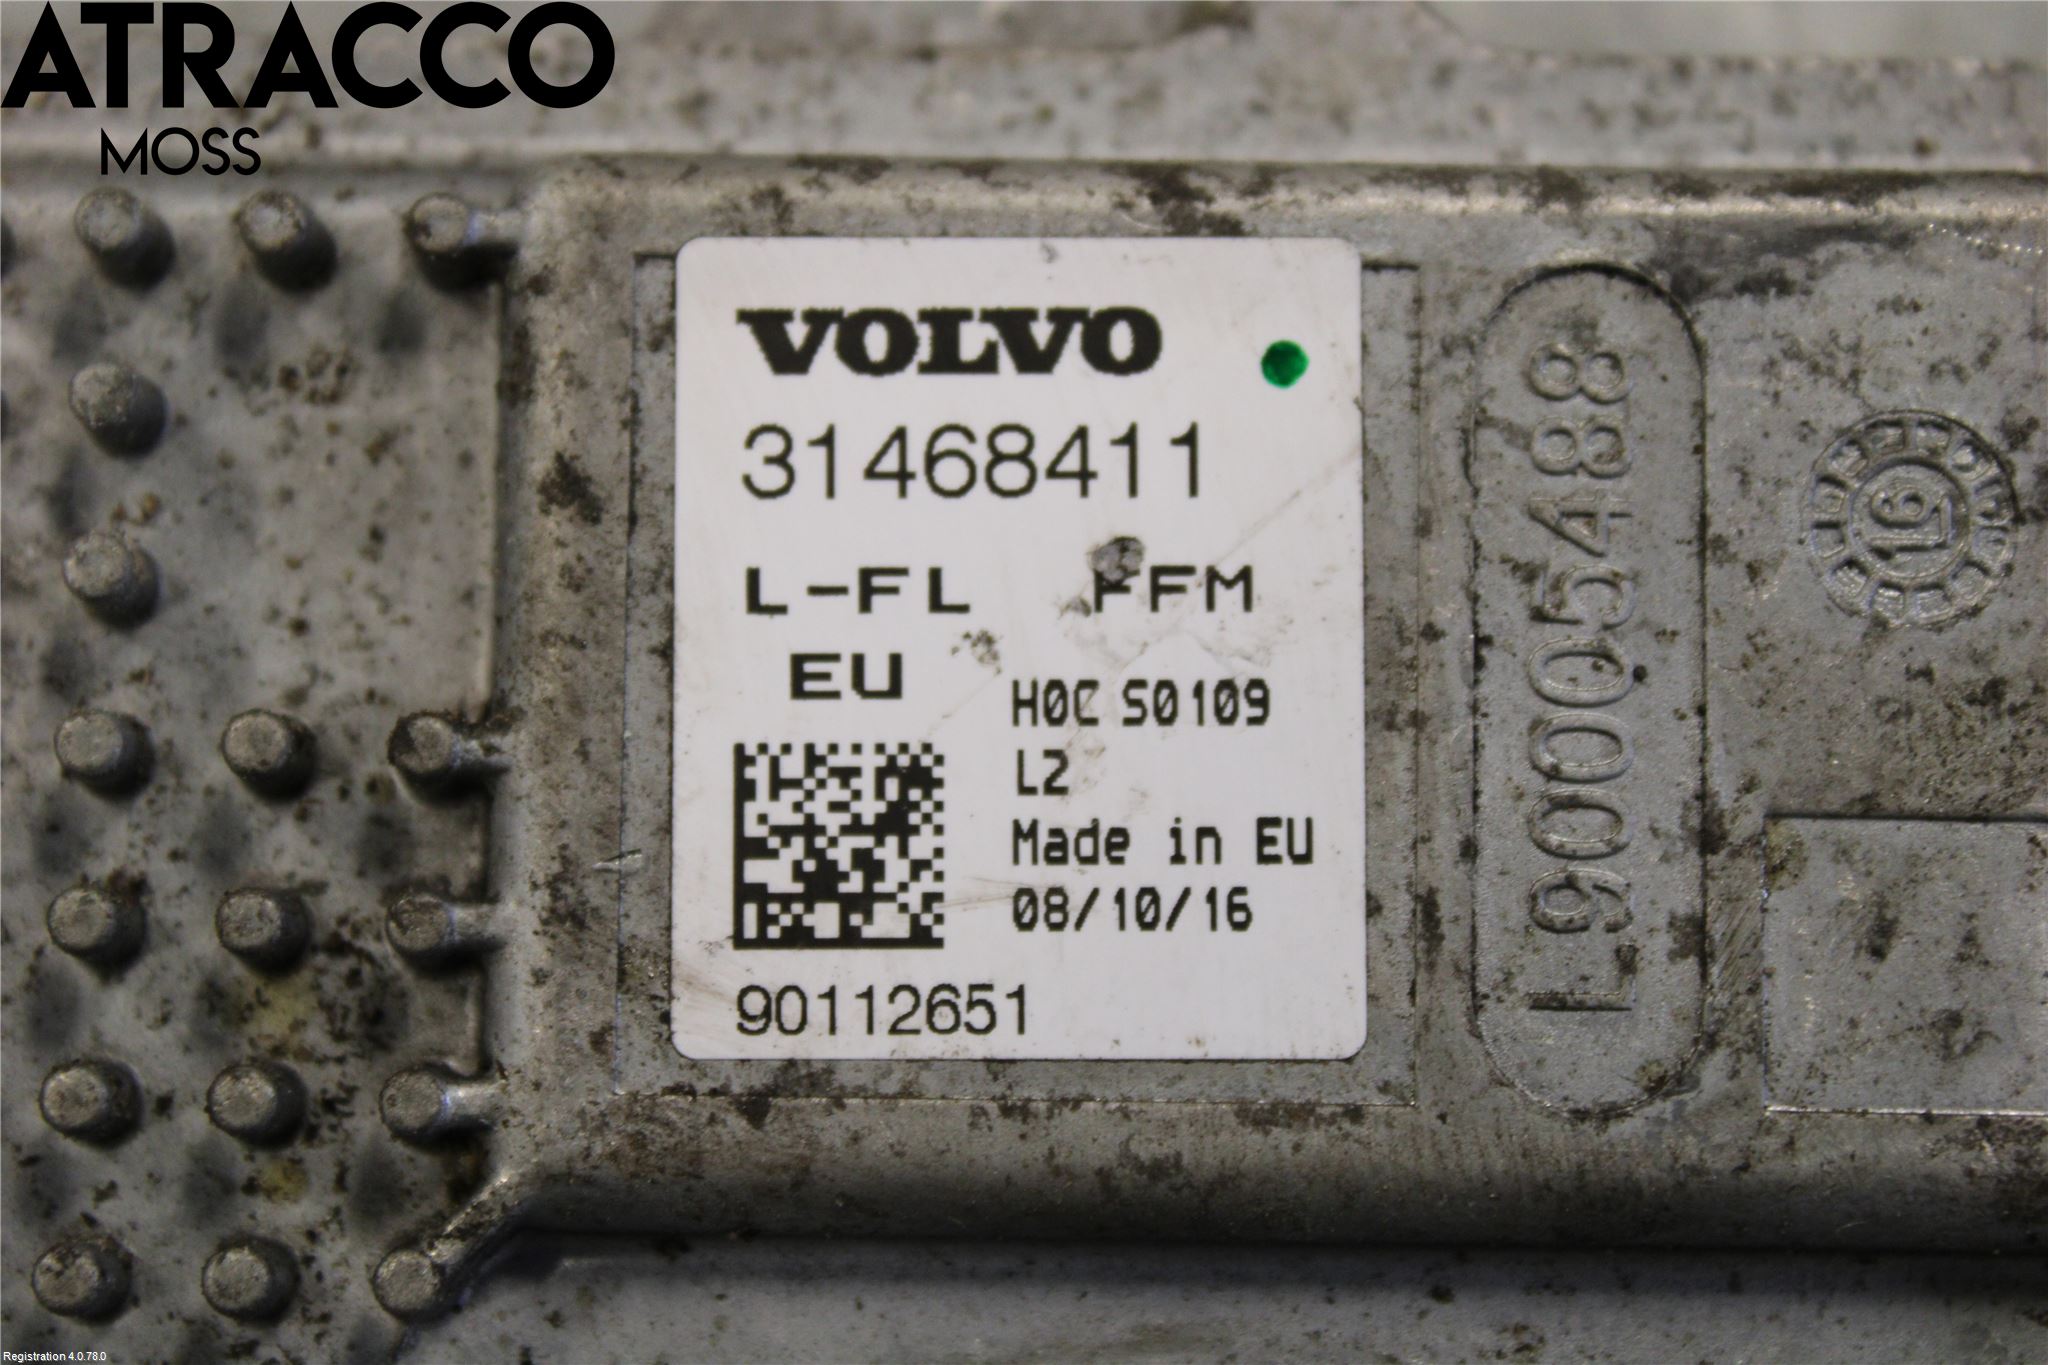 ATRACCO
MOSS
VOLVO
31468411
L-FL FFM
EU
H0C S0109
L2
Made in EU
08/10/16
90112651
L90005488
16
Registration 4.0.78.0